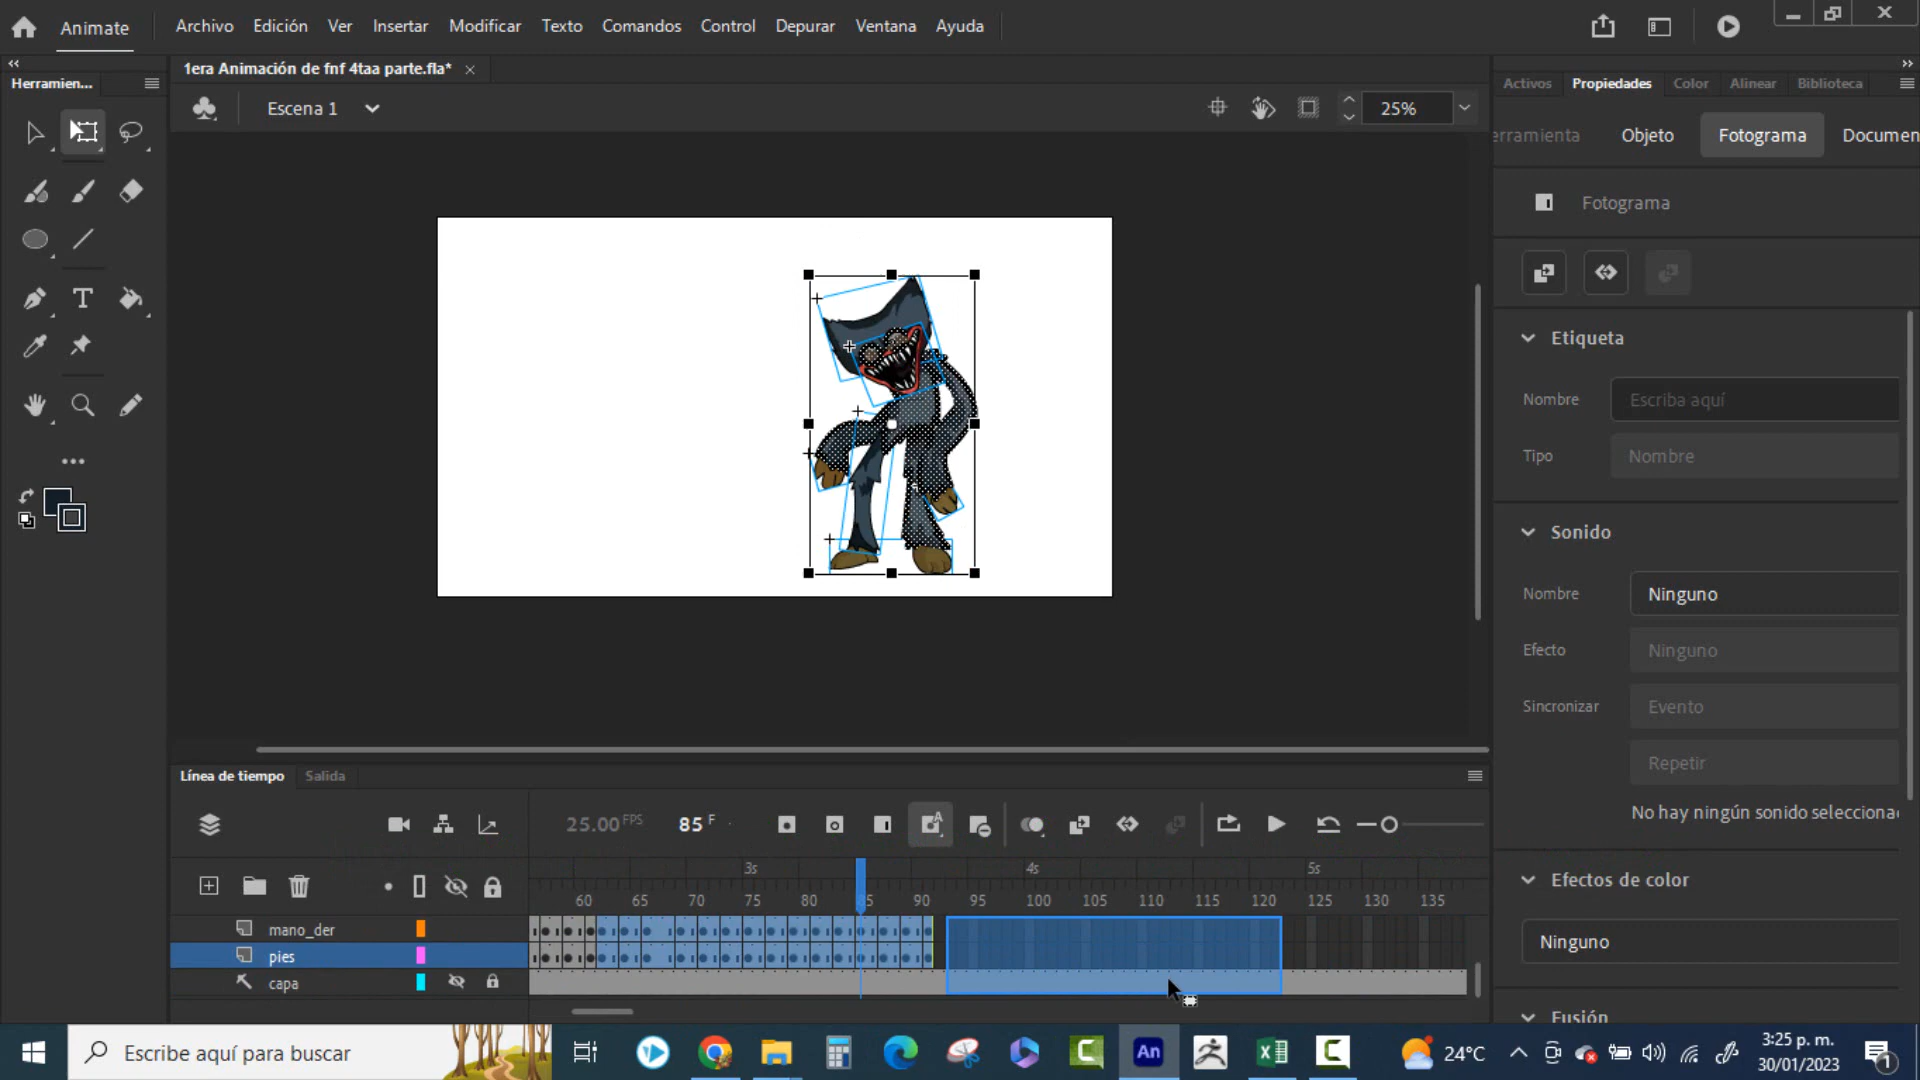 Animate
Archivo
Edición
Ver
Insertar
Modificar
Texto
Comandos
Control
Depurar
Ventana
Ayuda
Herramien...
1era Animación de fnf 4taa parte.fla*
Activos
Propiedades
Color
Alinear
Biblioteca
Escena 1
25%
erramienta
Objeto
Fotograma
Documen
Fotograma
Etiqueta
Nombre
Escriba aquí
Tipo
Nombre
Sonido
Nombre
Ninguno
Efecto
Ninguno
Sincronizar
Evento
Repetir
No hay ningún sonido selecciona
Efectos de color
Ninguno
Fusión
Línea de tiempo
Salida
25.00 FPS
85 F
3s
4s
5s
60
65
70
75
80
85
90
95
100
105
110
115
120
125
130
135
mano_der
pies
capa
Escribe aquí para buscar
An
24°C
3:25 p. m.
30/01/2023
1